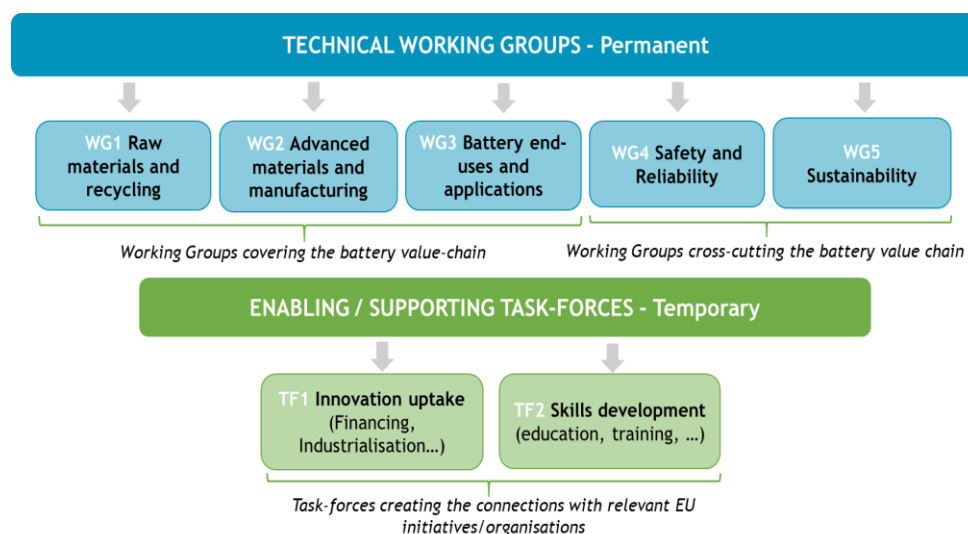 TECHNICAL WORKING GROUPS - Permanent
WG1 Raw
materials and
recycling
WG2 Advanced
materials and
manufacturing
WG3 Battery end-
uses and
applications
WG4 Safety and
Reliability
WG5
Sustainability
Working Groups covering the battery value-chain
Working Groups cross-cutting the battery value chain
ENABLING / SUPPORTING TASK-FORCES - Temporary
TF1 Innovation uptake
(Financing,
Industrialisation…)
TF2 Skills development
(education, training, …)
Task-forces creating the connections with relevant EU
initiatives/organisations